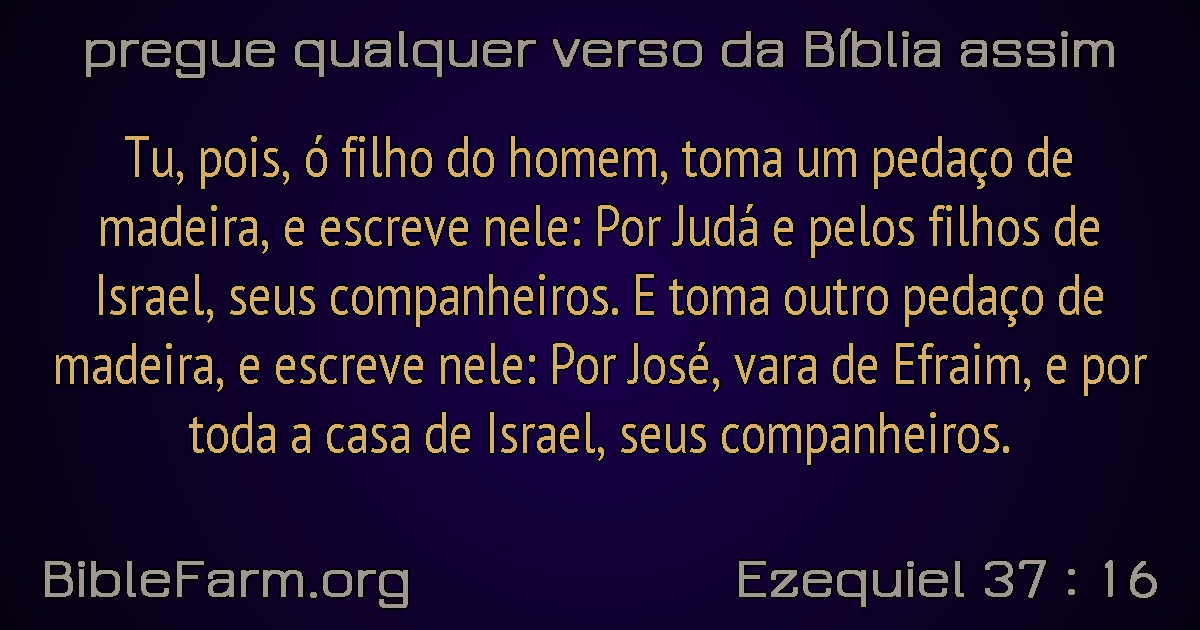 pregue qualquer verso da Bíblia assim
Tu, pois, ó filho do homem, toma um pedaço de
madeira, e escreve nele: Por Judá e pelos filhos de
Israel, seus companheiros. E toma outro pedaço de
madeira, e escreve nele: Por José, vara de Efraim, e por
toda a casa de Israel, seus companheiros.
BibleFarm.org
Ezequiel 37 : 16